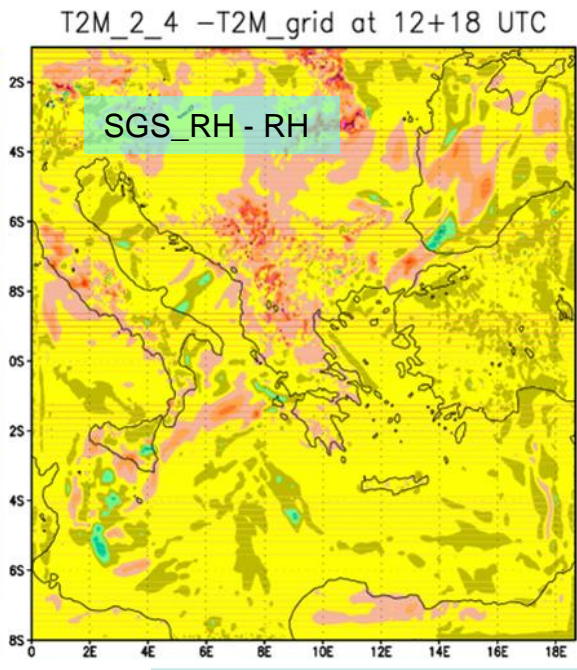 T2M_2_4 -T2M_grid at 12+18 UTC
SGS_RH - RH
2S
4S
6S
8S
0S
2S
4S
6S
8S
0 2E 4E 6E 8E 10E 12E 14E 16E 18E